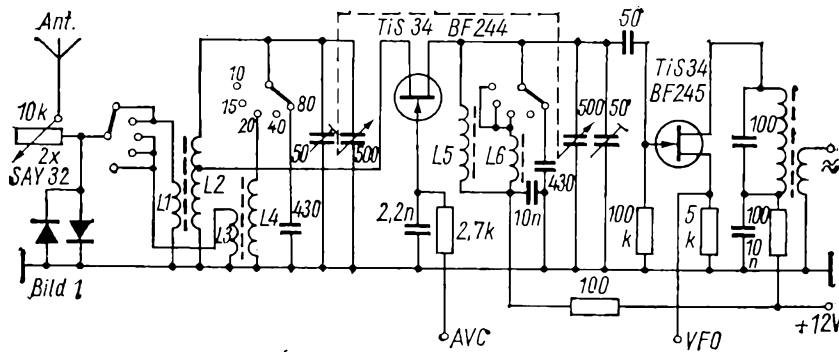 Ant.
10k
2x
SAY 32
Bild 1
L1
L2
L3
L4
10
15
20
40
80
430
50
500
TiS 34 BF244
2,2n
2,7k
AVC
L5
L6
10n
430
500
50
50
100
k
TiS34
BF245
5
k
VFO
100
100
10
n
100
+12V
≈